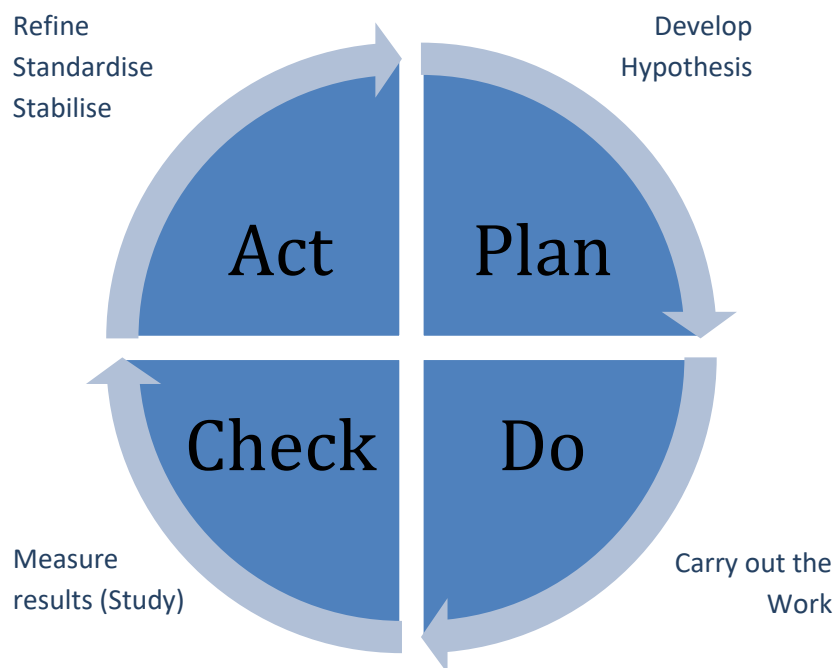 Refine
Standardise
Stabilise
Develop
Hypothesis
Act
Plan
Check
Do
Measure
results (Study)
Carry out the
Work